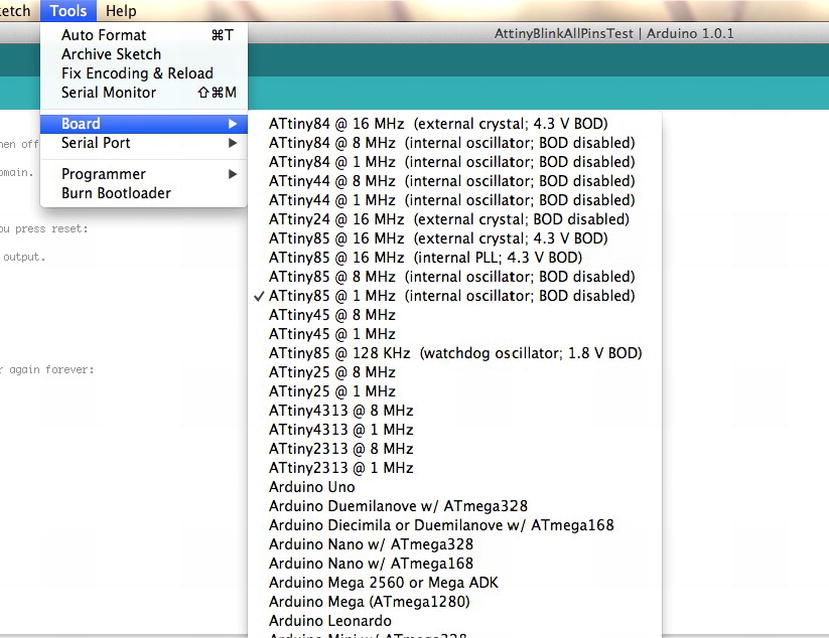 Tools Help
AttinyBlinkAllPinsTest | Arduino 1.0.1
Auto Format ⌘T
Archive Sketch
Fix Encoding & Reload
Serial Monitor ⇧⌘M
Board ▶
Serial Port ▶
Programmer ▶
Burn Bootloader
ATtiny84 @ 16 MHz (external crystal; 4.3 V BOD)
ATtiny84 @ 8 MHz (internal oscillator; BOD disabled)
ATtiny84 @ 1 MHz (internal oscillator; BOD disabled)
ATtiny44 @ 8 MHz (internal oscillator; BOD disabled)
ATtiny44 @ 1 MHz (internal oscillator; BOD disabled)
ATtiny24 @ 16 MHz (external crystal; BOD disabled)
ATtiny85 @ 16 MHz (external crystal; 4.3 V BOD)
ATtiny85 @ 16 MHz (internal PLL; 4.3 V BOD)
ATtiny85 @ 8 MHz (internal oscillator; BOD disabled)
✓ ATtiny85 @ 1 MHz (internal oscillator; BOD disabled)
ATtiny45 @ 8 MHz
ATtiny45 @ 1 MHz
ATtiny85 @ 128 KHz (watchdog oscillator; 1.8 V BOD)
ATtiny25 @ 8 MHz
ATtiny25 @ 1 MHz
ATtiny4313 @ 8 MHz
ATtiny4313 @ 1 MHz
ATtiny2313 @ 8 MHz
ATtiny2313 @ 1 MHz
Arduino Uno
Arduino Duemilanove w/ ATmega328
Arduino Diecimila or Duemilanove w/ ATmega168
Arduino Nano w/ ATmega328
Arduino Nano w/ ATmega168
Arduino Mega 2560 or Mega ADK
Arduino Mega (ATmega1280)
Arduino Leonardo
Arduino Mini w/ ATmega328
off
press reset:
output.
again forever: